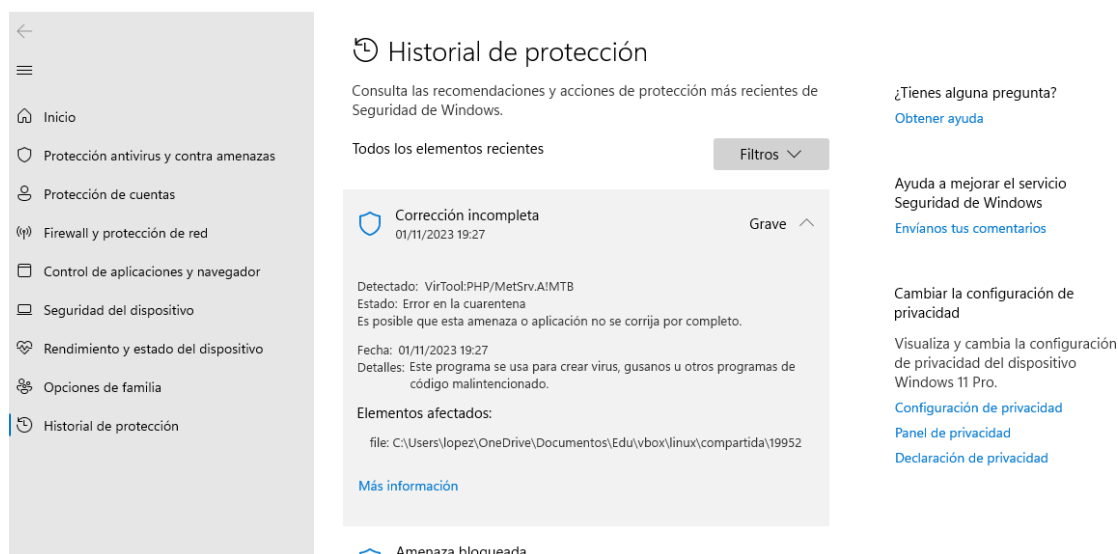 Inicio
Protección antivirus y contra amenazas
Protección de cuentas
Firewall y protección de red
Control de aplicaciones y navegador
Seguridad del dispositivo
Rendimiento y estado del dispositivo
Opciones de familia
Historial de protección
Historial de protección
Consulta las recomendaciones y acciones de protección más recientes de
Seguridad de Windows.
Todos los elementos recientes
Filtros
Corrección incompleta
01/11/2023 19:27
Grave
Detectado: VirTool:PHP/MetSrv.A!MTB
Estado: Error en la cuarentena
Es posible que esta amenaza o aplicación no se corrija por completo.
Fecha: 01/11/2023 19:27
Detalles: Este programa se usa para crear virus, gusanos u otros programas de
código malintencionado.
Elementos afectados:
file: C:\Users\lopez\OneDrive\Documentos\Edu\vbox\linux\compartida\19952
Más información
Amenaza bloqueada
¿Tienes alguna pregunta?
Obtener ayuda
Ayuda a mejorar el servicio
Seguridad de Windows
Envíanos tus comentarios
Cambiar la configuración de
privacidad
Visualiza y cambia la configuración
de privacidad del dispositivo
Windows 11 Pro.
Configuración de privacidad
Panel de privacidad
Declaración de privacidad